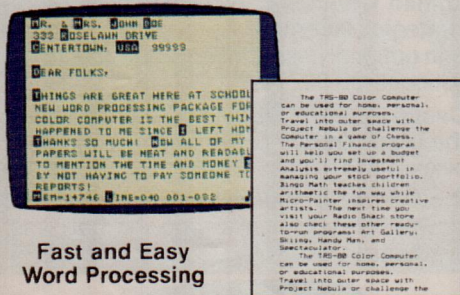 MR. & MRS. JOHN DOE
333 ROSELAWN DRIVE
CENTERTOWN, USA 99999
DEAR FOLKS,
THINGS ARE GREAT HERE AT SCHOOL
NEW WORD PROCESSING PACKAGE FOR
COLOR COMPUTER IS THE BEST THIN
HAPPENED TO ME SINCE I LEFT HOM
THANKS SO MUCH! NOW ALL OF MY
PAPERS WILL BE NEAT AND READABL
TO MENTION THE TIME AND MONEY I
BY NOT HAVING TO PAY SOMEONE TO
REPORTS!
MEM=14746 LINE=040 001-032
Fast and Easy
Word Processing
The TRS-80 Color Computer
can be used for home, personal,
or educational purposes.
Travel into outer space with
Project Nebula or challenge the
Computer in a game of Chess.
The Personal Finance program
will help you set up a budget
and you'll find Investment
Analysis extremely useful in
managing your stock portfolio.
Bingo Math teaches children
arithmetic the fun way while
Micro-Painter inspires creative
artists. The next time you
visit your Radio Shack store
also check these other ready-
to-run programs: Art Gallery,
Skiing, Handy Man, and
Spectaculator.
The TRS-80 Color Computer
can be used for home, personal,
or educational purposes.
Travel into outer space with
Project Nebula or challenge the